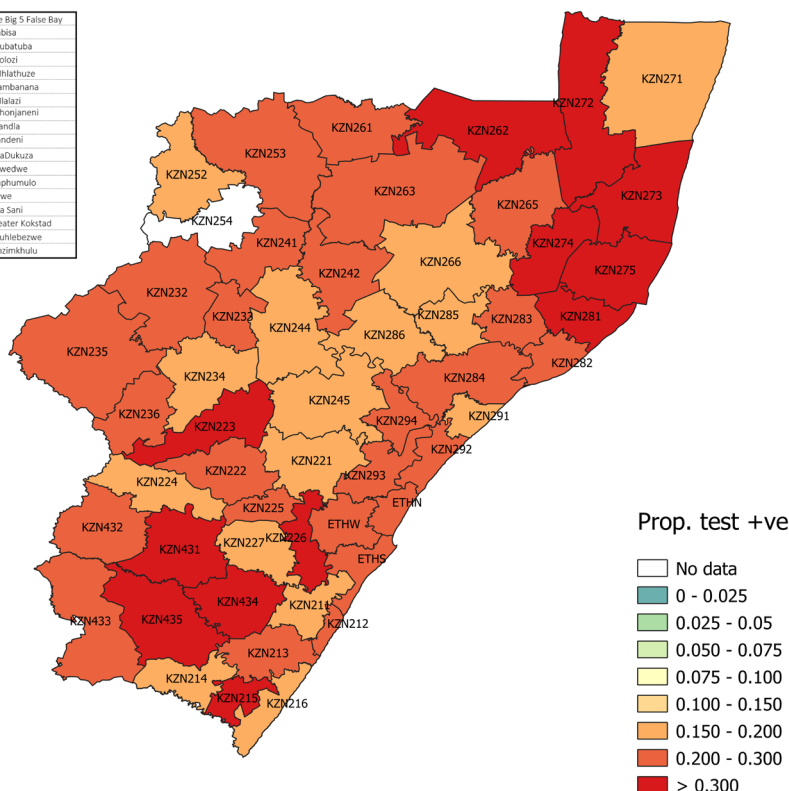 e Big 5 False Bay
bisa
ubatuba
olozi
hlathuze
ambanana
lalazi
honjaneni
andla
ndeni
aDukuza
wedwe
phumulo
we
a Sani
eater Kokstad
uhlebezwe
zimkhulu
KZN271
KZN272
KZN261
KZN262
KZN253
KZN252
KZN263
KZN273
KZN265
KZN254
KZN241
KZN274
KZN266
KZN275
KZN242
KZN232
KZN233
KZN285
KZN283
KZN281
KZN244
KZN286
KZN235
KZN282
KZN234
KZN284
KZN245
KZN236
KZN291
KZN294
KZN223
KZN292
KZN221
KZN222
KZN293
KZN224
ETHN
KZN225
ETHW
KZN432
KZN226
KZN227
KZN431
ETHS
KZN434
KZN211
KZN435
KZN433
KZN212
KZN213
KZN214
KZN215
KZN216
Prop. test +ve
No data
0 - 0.025
0.025 - 0.05
0.050 - 0.075
0.075 - 0.100
0.100 - 0.150
0.150 - 0.200
0.200 - 0.300
> 0.300